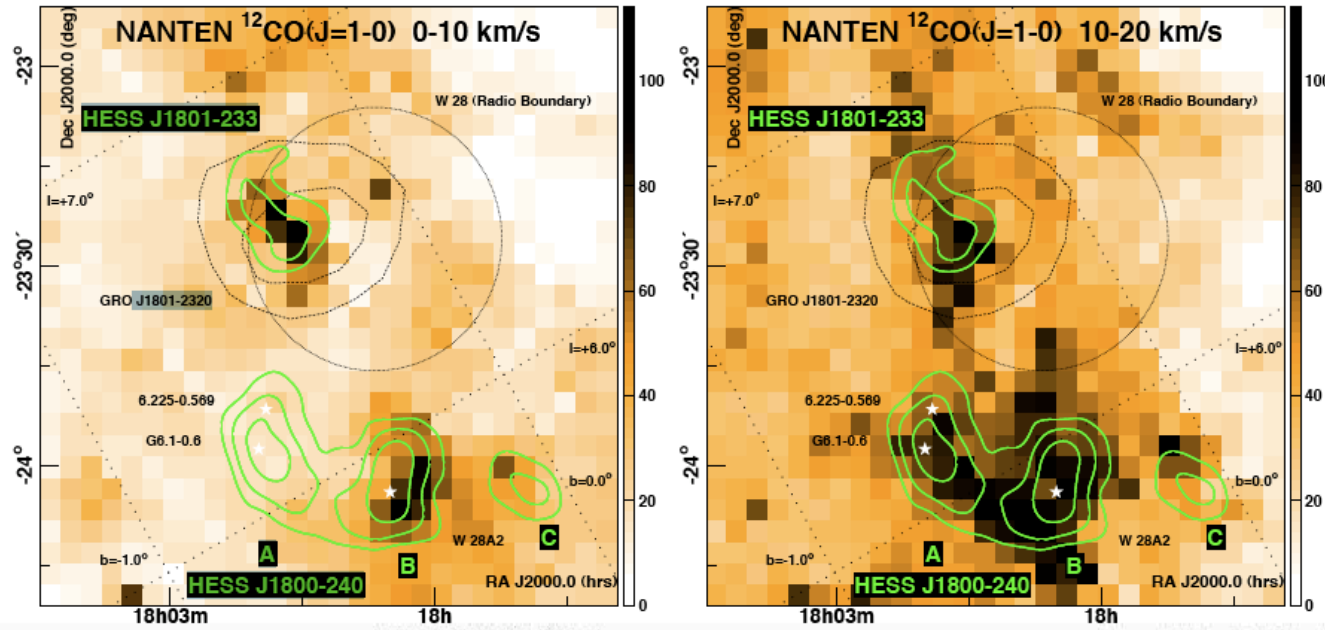 NANTEN ¹²CO(J=1-0) 0-10 km/s
-23°
Dec J2000.0 (deg)
W 28 (Radio Boundary)
HESS J1801-233
l=+7.0°
-23°30´
GRO J1801-2320
l=+6.0°
6.225-0.569
G6.1-0.6
-24°
b=0.0°
W 28A2
b=-1.0°
A
B
C
HESS J1800-240
RA J2000.0 (hrs)
18h03m
18h
100
80
60
40
20
0
NANTEN ¹²CO(J=1-0) 10-20 km/s
-23°
Dec J2000.0 (deg)
W 28 (Radio Boundary)
HESS J1801-233
l=+7.0°
-23°30´
GRO J1801-2320
l=+6.0°
6.225-0.569
G6.1-0.6
-24°
b=0.0°
W 28A2
b=-1.0°
A
B
C
HESS J1800-240
RA J2000.0 (hrs)
18h03m
18h
80
60
40
20
0